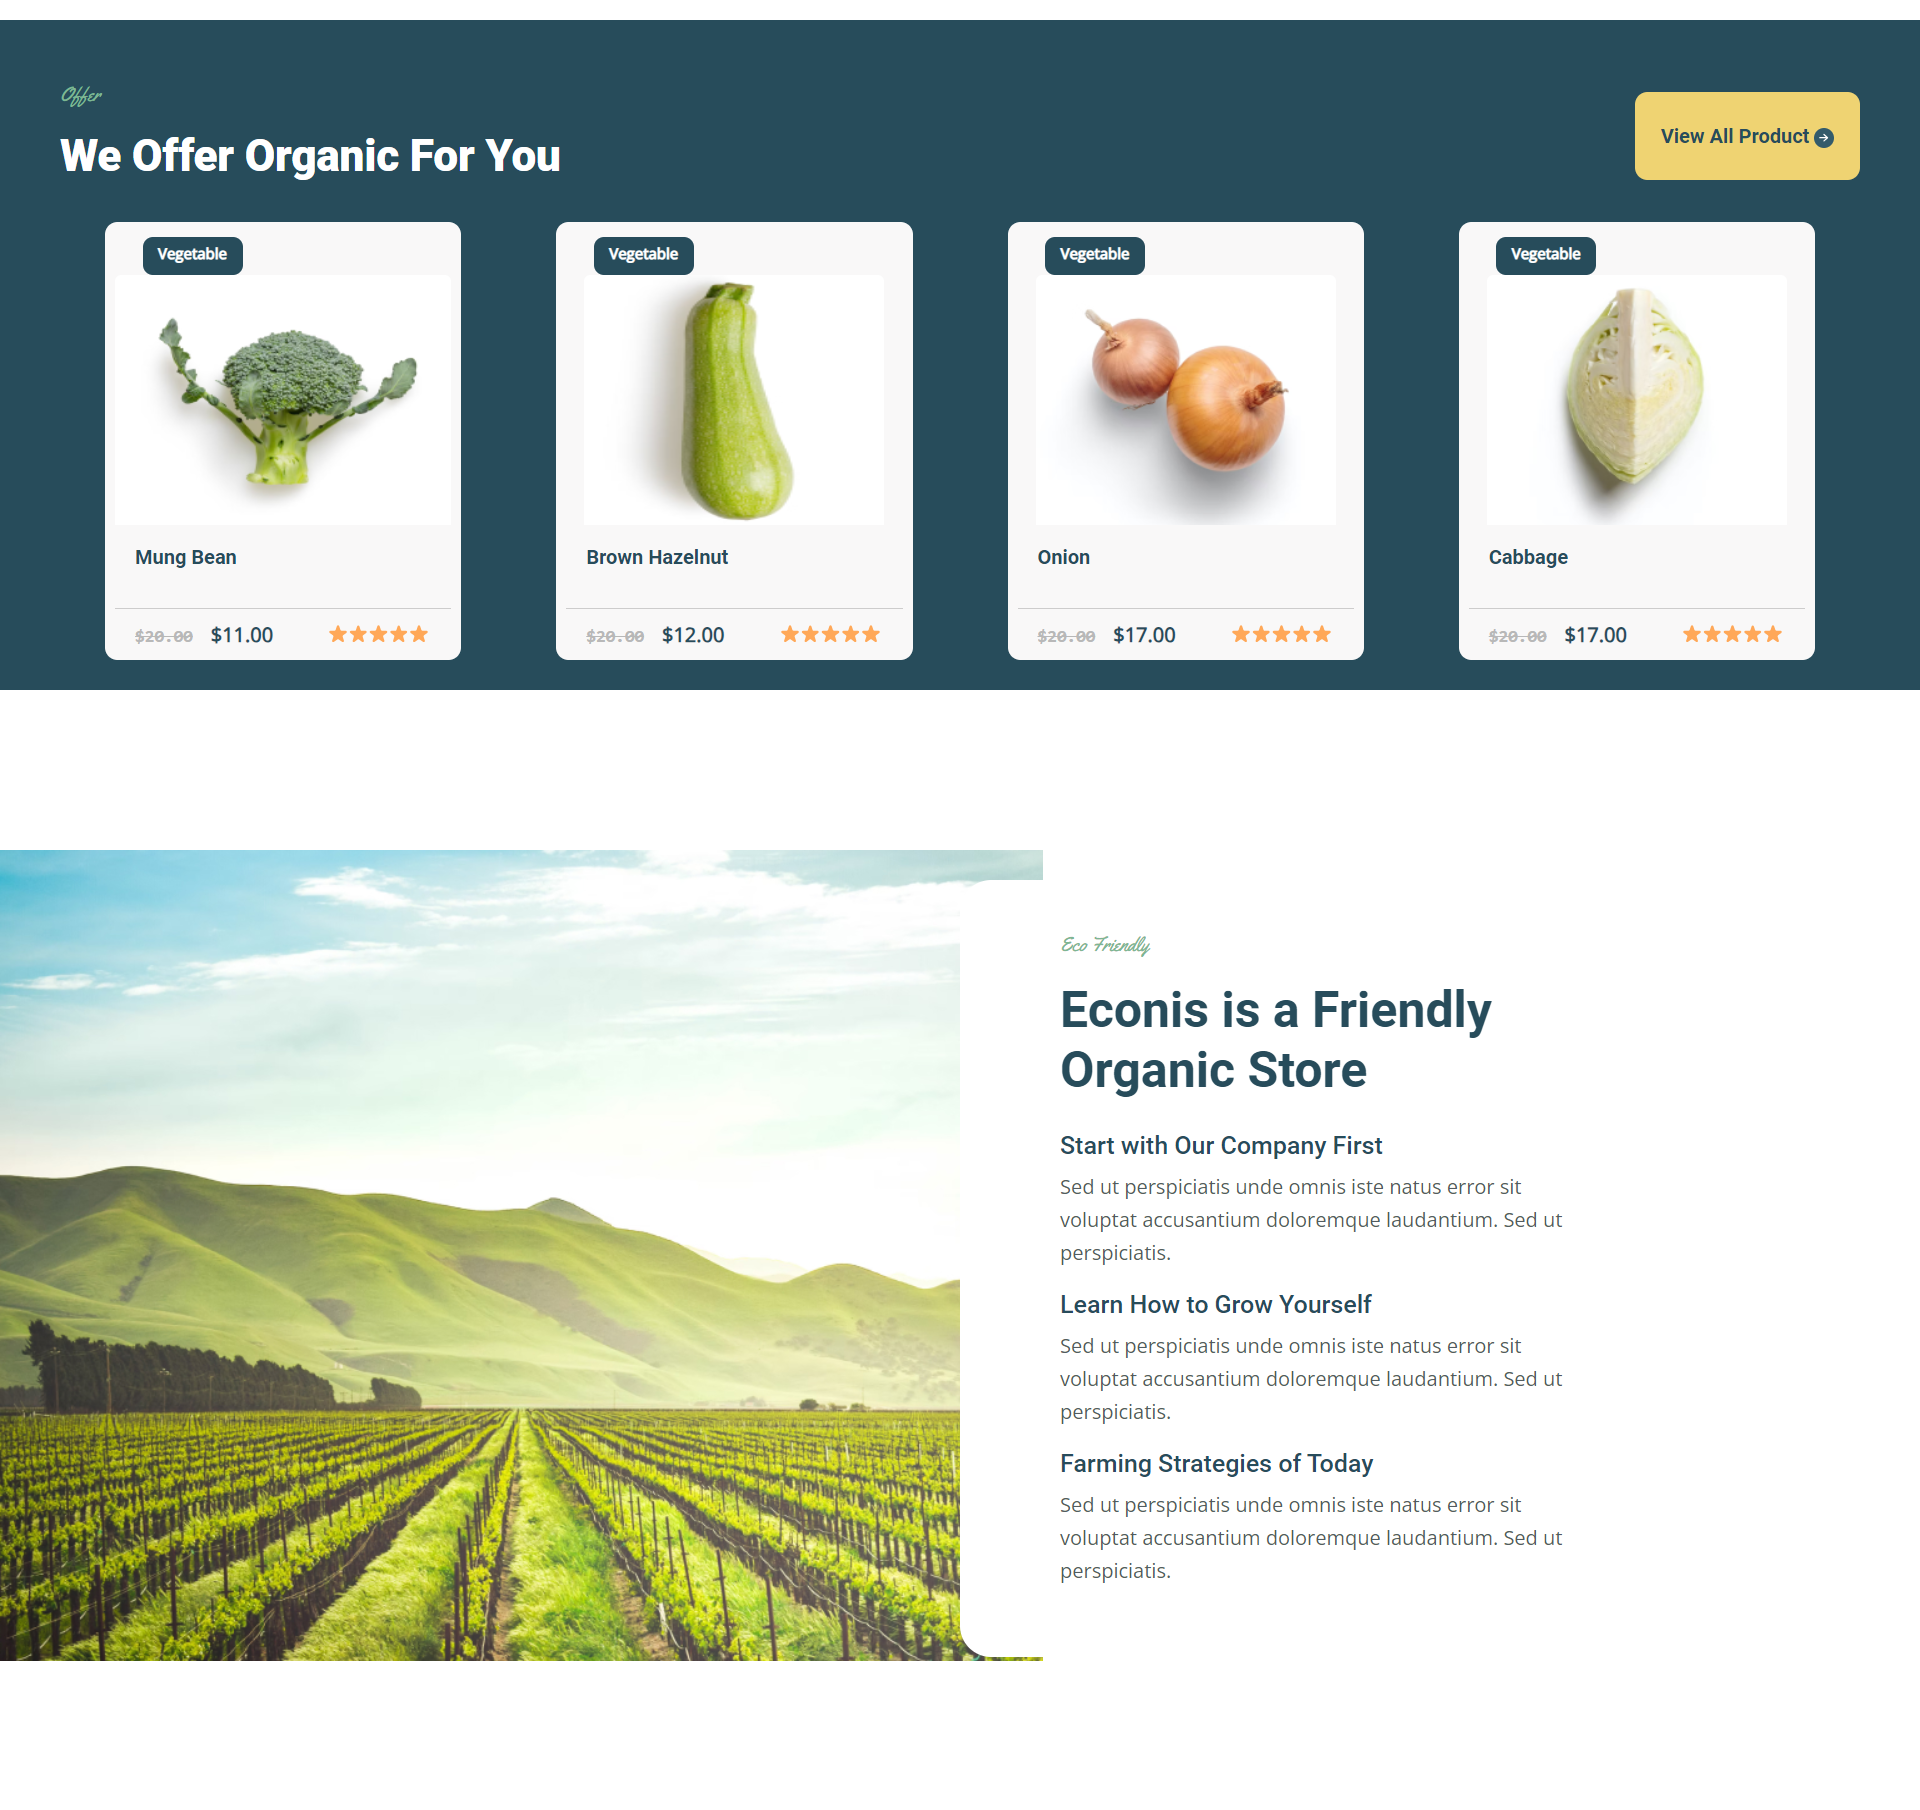 Offer
We Offer Organic For You
View All Product
Vegetable
Mung Bean
$20.00 $11.00
Vegetable
Brown Hazelnut
$20.00 $12.00
Vegetable
Onion
$20.00 $17.00
Vegetable
Cabbage
$20.00 $17.00
Eco Friendly
Econis is a Friendly
Organic Store
Start with Our Company First
Sed ut perspiciatis unde omnis iste natus error sit
voluptat accusantium doloremque laudantium. Sed ut
perspiciatis.
Learn How to Grow Yourself
Sed ut perspiciatis unde omnis iste natus error sit
voluptat accusantium doloremque laudantium. Sed ut
perspiciatis.
Farming Strategies of Today
Sed ut perspiciatis unde omnis iste natus error sit
voluptat accusantium doloremque laudantium. Sed ut
perspiciatis.